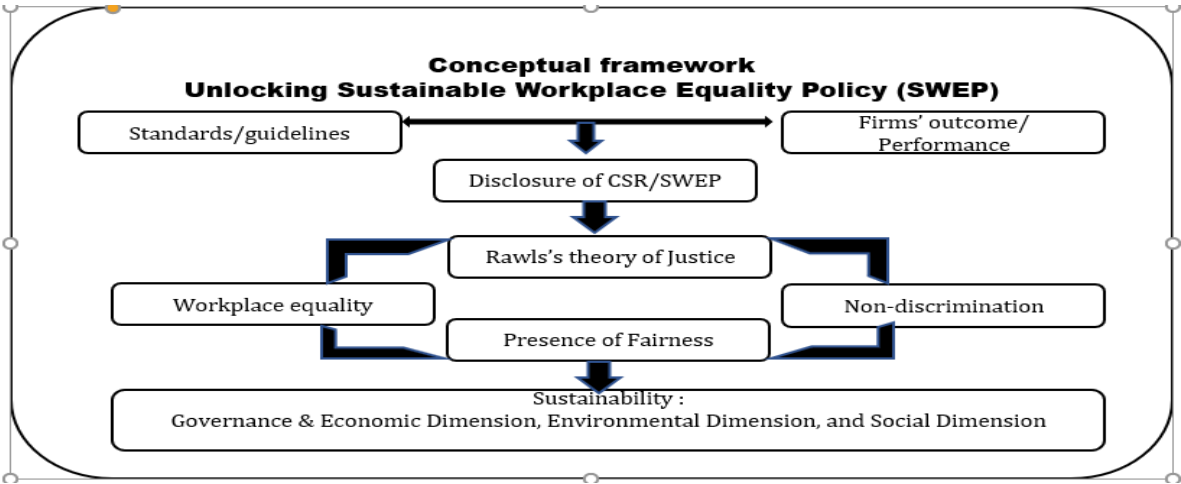 Conceptual framework
Unlocking Sustainable Workplace Equality Policy (SWEP)
Standards/guidelines
Firms' outcome/
Performance
Disclosure of CSR/SWEP
Rawls's theory of Justice
Workplace equality
Non-discrimination
Presence of Fairness
Sustainability :
Governance & Economic Dimension, Environmental Dimension, and Social Dimension